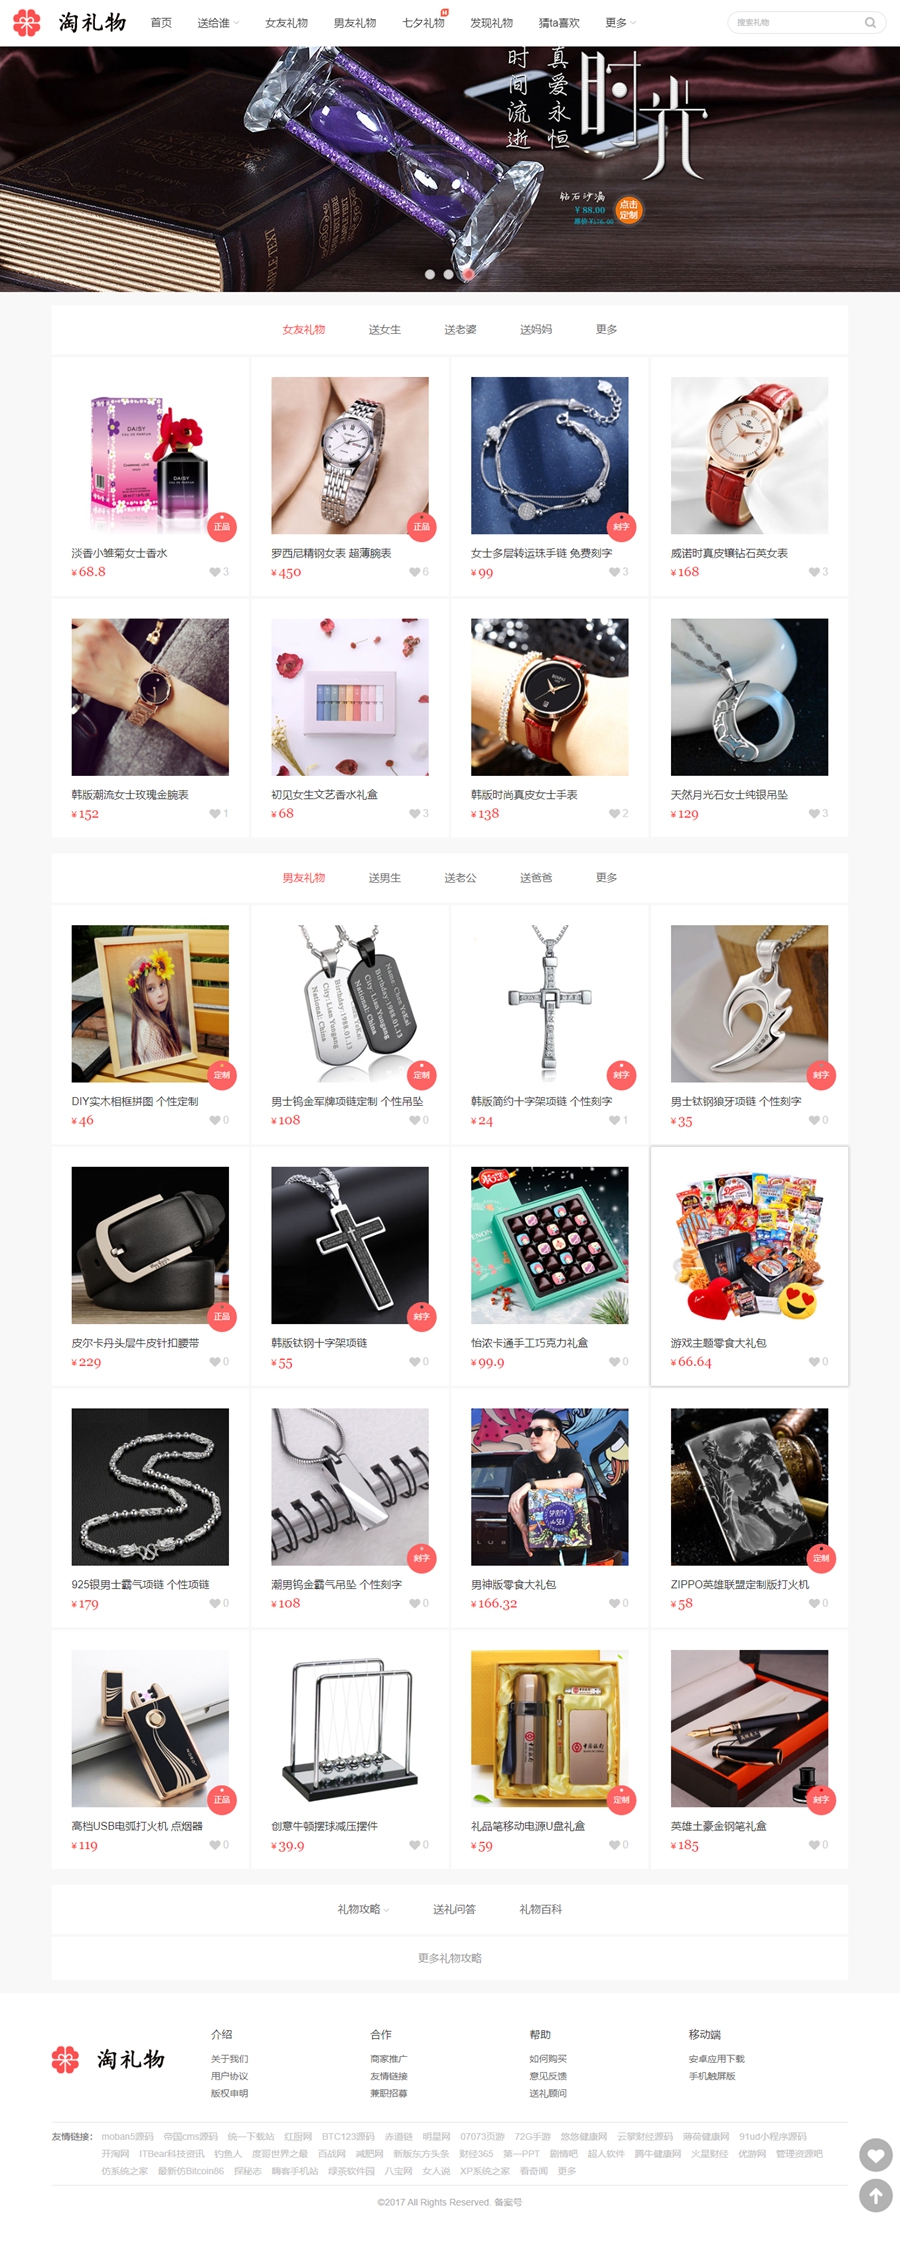 淘礼物 首页 送给谁 女友礼物 男友礼物 七夕礼物 发现礼物 猜ta喜欢 更多 搜索礼物
时间流逝
真爱永恒
时光
钻石沙漏
¥ 88.00
原价 ¥176.00
点击
定制
女友礼物 送女生 送老婆 送妈妈 更多
DAISY
DAISY
正品 正品 刻字
淡香小雏菊女士香水 罗西尼精钢女表 超薄腕表 女士多层转运珠手链 免费刻字 威诺时真皮镶钻石英女表
¥68.8 3 ¥450 6 ¥99 3 ¥168 3
韩版潮流女士玫瑰金腕表 初见女生文艺香水礼盒 韩版时尚真皮女士手表 天然月光石女士纯银吊坠
¥152 1 ¥68 3 ¥138 2 ¥129 3
男友礼物 送男生 送老公 送爸爸 更多
Name: Chen YeKai
Birthday:1988.01.13
City: Lian Yungang
National: China
定制 定制 刻字 刻字
DIY实木相框拼图 个性定制 男士钨金军牌项链定制 个性吊坠 韩版简约十字架项链 个性刻字 男士钛钢狼牙项链 个性刻字
¥46 0 ¥108 0 ¥24 1 ¥35 0
正品 刻字
皮尔卡丹头层牛皮针扣腰带 韩版钛钢十字架项链 怡浓卡通手工巧克力礼盒 游戏主题零食大礼包
¥229 0 ¥55 0 ¥99.9 0 ¥66.64 0
刻字 定制
925银男士霸气项链 个性项链 潮男钨金霸气吊坠 个性刻字 男神版零食大礼包 ZIPPO英雄联盟定制版打火机
¥179 0 ¥108 0 ¥166.32 0 ¥58 0
中国银行
正品 定制 刻字
高档USB电弧打火机 点烟器 创意牛顿摆球减压摆件 礼品笔移动电源U盘礼盒 英雄土豪金钢笔礼盒
¥119 0 ¥39.9 0 ¥59 0 ¥185 0
礼物攻略 送礼问答 礼物百科
更多礼物攻略
淘礼物
介绍 合作 帮助 移动端
关于我们 商家推广 如何购买 安卓应用下载
用户协议 友情链接 意见反馈 手机触屏版
版权申明 兼职招募 送礼顾问
友情链接： moban5源码 帝国cms源码 统一下载站 红厨网 BTC123源码 赤道链 明星网 07073页游 72G手游 悠悠健康网 云掌财经源码 薄荷健康网 91ud小程序源码
开淘网 ITBear科技资讯 钓鱼人 度哥世界之最 百战网 减肥网 新版东方头条 财经365 第一PPT 剧情吧 超人软件 腾牛健康网 火星财经 优游网 管理资源吧
仿系统之家 最新仿Bitcoin86 探秘志 嗨客手机站 绿茶软件园 八宝网 女人说 XP系统之家 看奇闻 更多
©2017 All Rights Reserved. 备案号